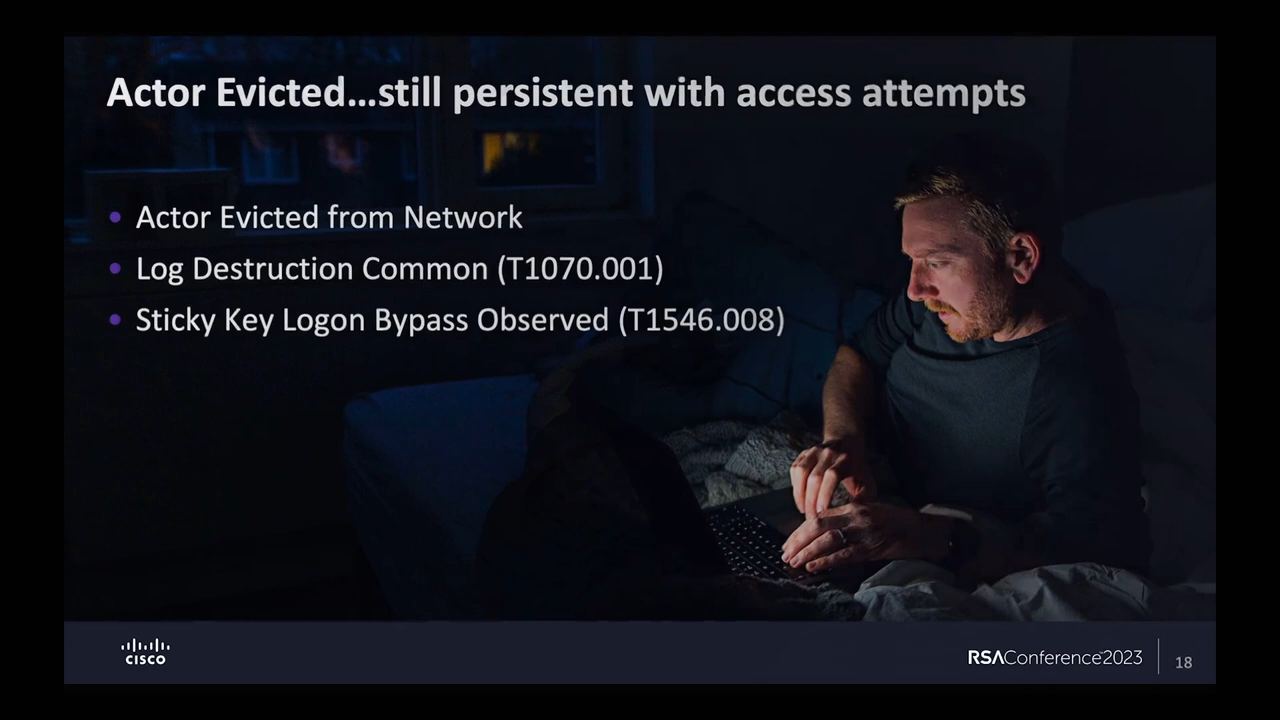 Actor Evicted...still persistent with access attempts
• Actor Evicted from Network
• Log Destruction Common (T1070.001)
• Sticky Key Logon Bypass Observed (T1546.008)
CISCO
RSAConference™2023
18